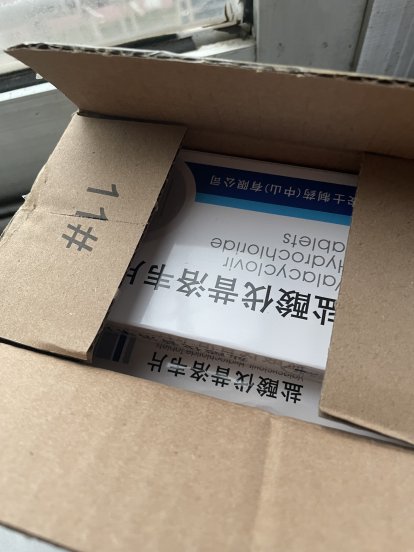 11#
盐酸伐昔洛韦片
Valacyclovir
Hydrochloride
Tablets
士制药(中山)有限公司
盐酸伐昔洛韦片